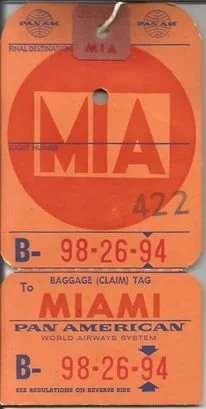 PAN AM PAN AM
FINAL DESTINATION MIA
MIA
FLIGHT NUMBER
422
B- 98-26-94
BAGGAGE (CLAIM) TAG
To
MIAMI
PAN AMERICAN
WORLD AIRWAYS SYSTEM
B- 98-26-94
SEE REGULATIONS ON REVERSE SIDE